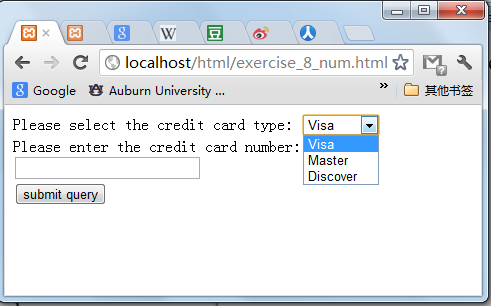 localhost/html/exercise_8_num.html
Google Auburn University ... » 其他书签
Please select the credit card type: Visa
Please enter the credit card number:
Visa
Master
Discover
submit query